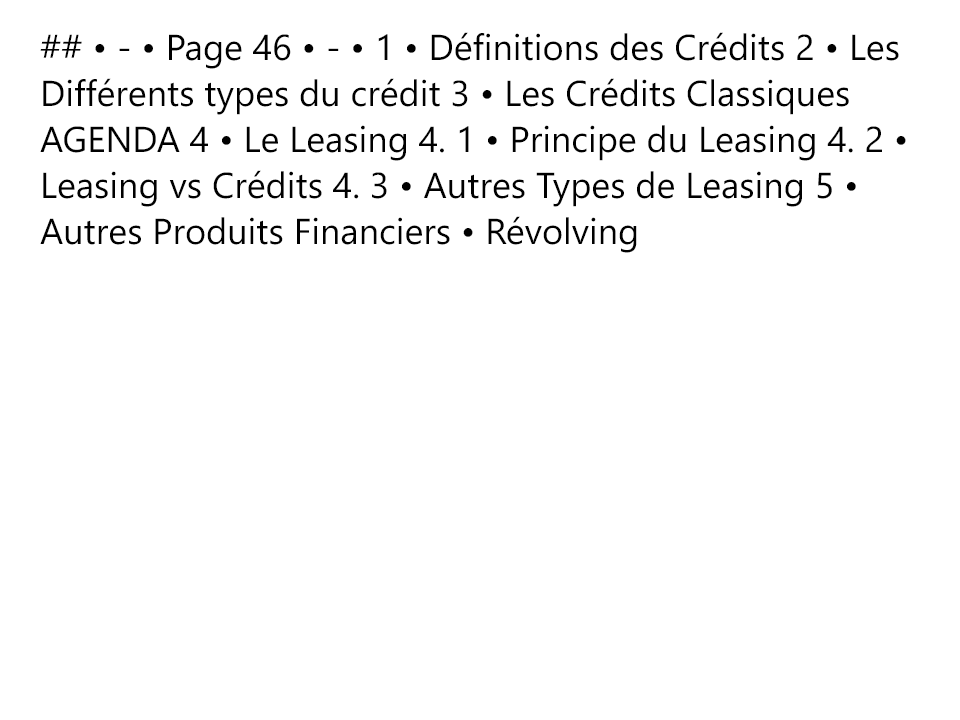 ## • - • Page 46 • - • 1 • Définitions des Crédits 2 • Les
Différents types du crédit 3 • Les Crédits Classiques
AGENDA 4 • Le Leasing 4. 1 • Principe du Leasing 4. 2 •
Leasing vs Crédits 4. 3 • Autres Types de Leasing 5 •
Autres Produits Financiers • Révolving